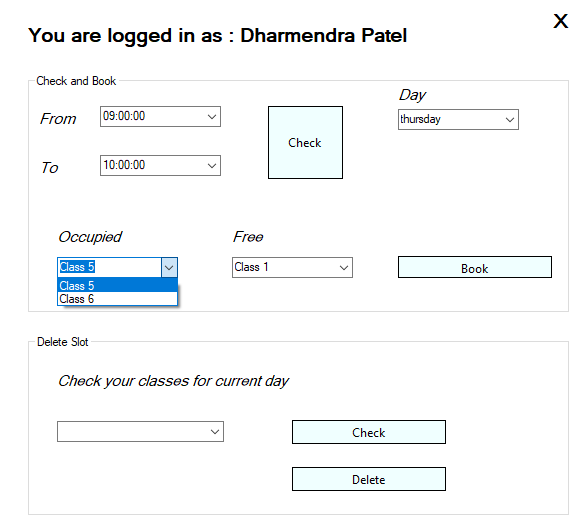 X
You are logged in as : Dharmendra Patel
Check and Book
Day
From 09:00:00
thursday
Check
To 10:00:00
Occupied Free
Class 5 Class 1 Book
Class 5
Class 6
Delete Slot
Check your classes for current day
Check
Delete